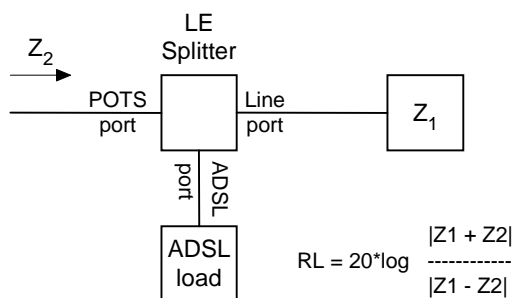 LE
Splitter
Z2
POTS
port
Line
port
Z1
ADSL
port
ADSL
load
RL = 20*log
|Z1 + Z2|
------------
|Z1 - Z2|